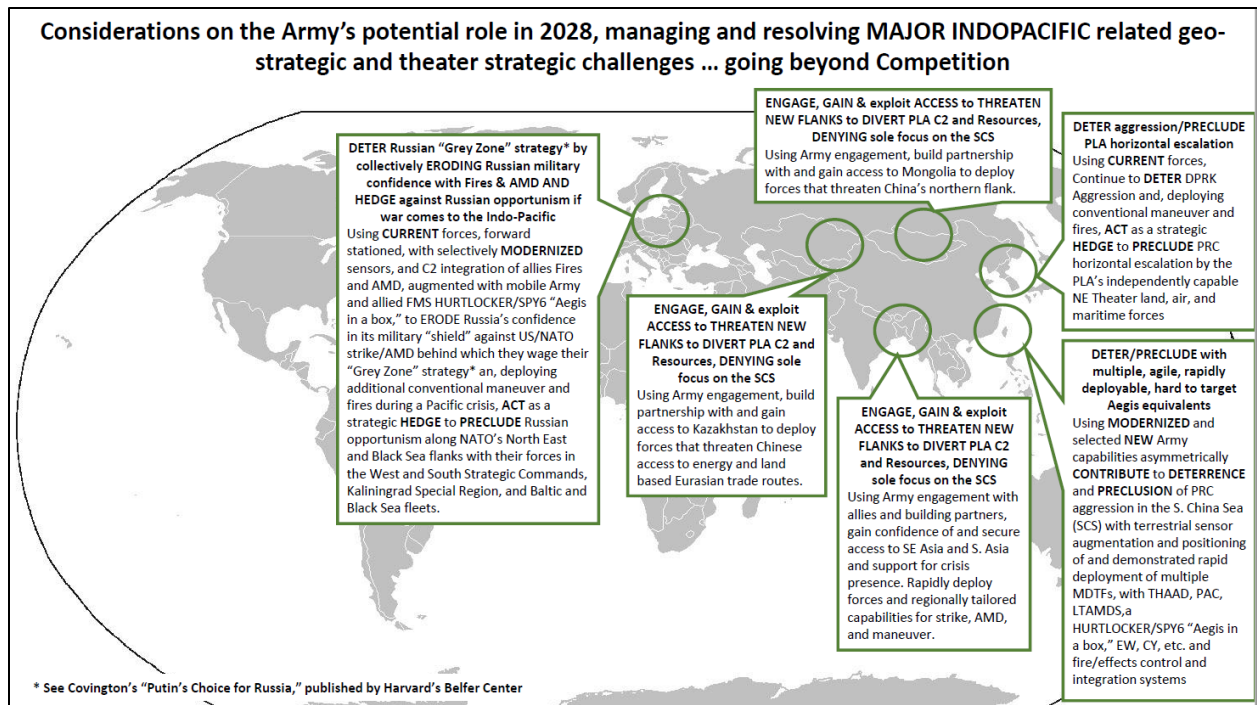 Considerations on the Army's potential role in 2028, managing and resolving MAJOR INDOPACIFIC related geo-
strategic and theater strategic challenges … going beyond Competition
DETER Russian "Grey Zone" strategy* by
collectively ERODING Russian military
confidence with Fires & AMD AND
HEDGE against Russian opportunism if
war comes to the Indo-Pacific
Using CURRENT forces, forward
stationed, with selectively MODERNIZED
sensors, and C2 integration of allies Fires
and AMD, augmented with mobile Army
and allied FMS HURTLOCKER/SPY6 "Aegis
in a box," to ERODE Russia's confidence
in its military "shield" against US/NATO
strike/AMD behind which they wage their
"Grey Zone" strategy* an, deploying
additional conventional maneuver and
fires during a Pacific crisis, ACT as a
strategic HEDGE to PRECLUDE Russian
opportunism along NATO's North East
and Black Sea flanks with their forces in
the West and South Strategic Commands,
Kaliningrad Special Region, and Baltic and
Black Sea fleets.
ENGAGE, GAIN & exploit
ACCESS to THREATEN NEW
FLANKS to DIVERT PLA C2 and
Resources, DENYING sole
focus on the SCS
Using Army engagement, build
partnership with and gain
access to Kazakhstan to deploy
forces that threaten Chinese
access to energy and land
based Eurasian trade routes.
ENGAGE, GAIN & exploit ACCESS to THREATEN
NEW FLANKS to DIVERT PLA C2 and Resources,
DENYING sole focus on the SCS
Using Army engagement, build partnership
with and gain access to Mongolia to deploy
forces that threaten China's northern flank.
ENGAGE, GAIN & exploit
ACCESS to THREATEN NEW
FLANKS to DIVERT PLA C2
and Resources, DENYING
sole focus on the SCS
Using Army engagement with
allies and building partners,
gain confidence of and secure
access to SE Asia and S. Asia
and support for crisis
presence. Rapidly deploy
forces and regionally tailored
capabilities for strike, AMD,
and maneuver.
DETER aggression/PRECLUDE
PLA horizontal escalation
Using CURRENT forces,
Continue to DETER DPRK
Aggression and, deploying
conventional maneuver and
fires, ACT as a strategic
HEDGE to PRECLUDE PRC
horizontal escalation by the
PLA's independently capable
NE Theater land, air, and
maritime forces
DETER/PRECLUDE with
multiple, agile, rapidly
deployable, hard to target
Aegis equivalents
Using MODERNIZED and
selected NEW Army
capabilities asymmetrically
CONTRIBUTE to DETERRENCE
and PRECLUSION of PRC
aggression in the S. China Sea
(SCS) with terrestrial sensor
augmentation and positioning
of and demonstrated rapid
deployment of multiple
MDTFs, with THAAD, PAC,
LTAMDS,a
HURTLOCKER/SPY6 "Aegis in
a box," EW, CY, etc. and
fire/effects control and
integration systems
* See Covington's "Putin's Choice for Russia," published by Harvard's Belfer Center